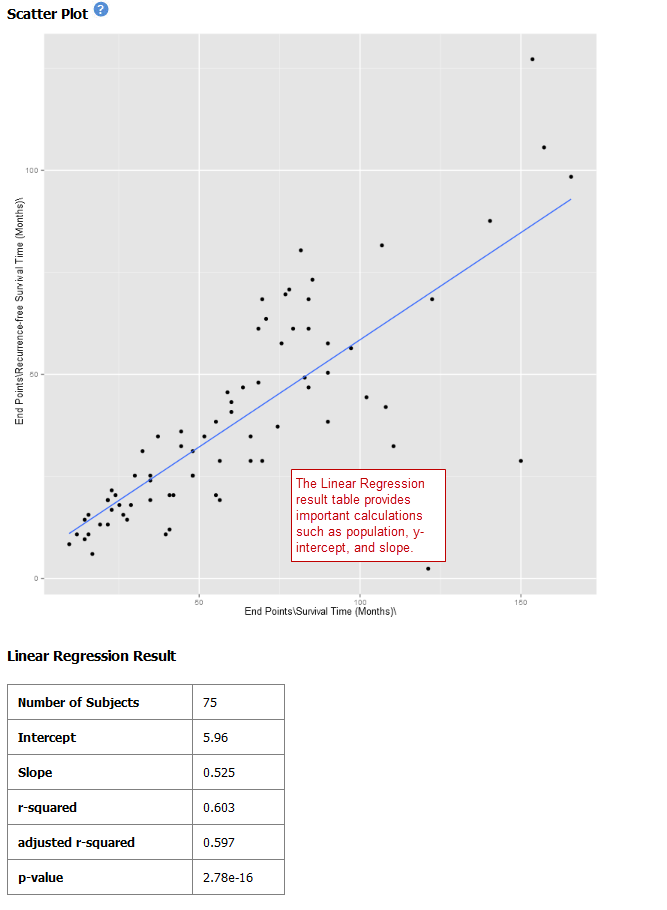 Scatter Plot ?
End Points\Recurrence-free Survival Time (Months)\
100
50
0
The Linear Regression
result table provides
important calculations
such as population, y-
intercept, and slope.
50
100
150
End Points\Survival Time (Months)\
Linear Regression Result
Number of Subjects 75
Intercept 5.96
Slope 0.525
r-squared 0.603
adjusted r-squared 0.597
p-value 2.78e-16